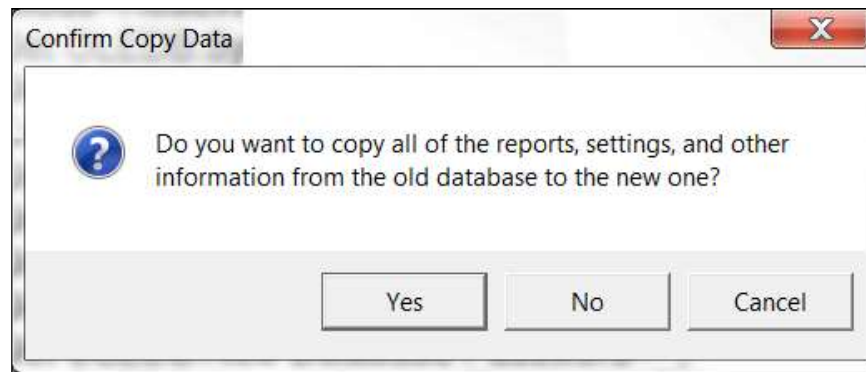 Confirm Copy Data
Do you want to copy all of the reports, settings, and other
information from the old database to the new one?
Yes
No
Cancel